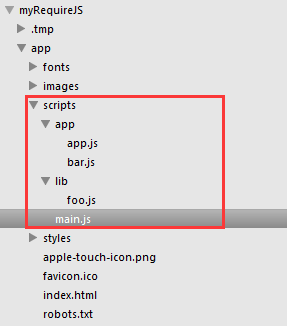 myRequireJS
.tmp
app
fonts
images
scripts
app
app.js
bar.js
lib
foo.js
main.js
styles
apple-touch-icon.png
favicon.ico
index.html
robots.txt